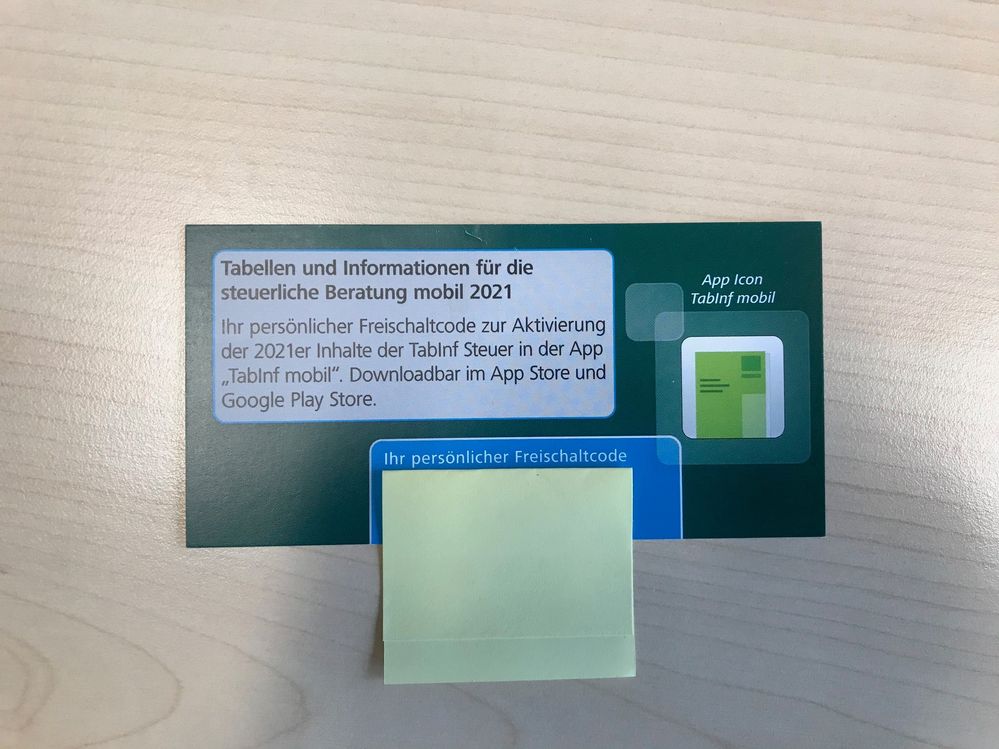 Tabellen und Informationen für die
steuerliche Beratung mobil 2021
Ihr persönlicher Freischaltcode zur Aktivierung
der 2021er Inhalte der TabInf Steuer in der App
„TabInf mobil“. Downloadbar im App Store und
Google Play Store.
App Icon
TabInf mobil
Ihr persönlicher Freischaltcode